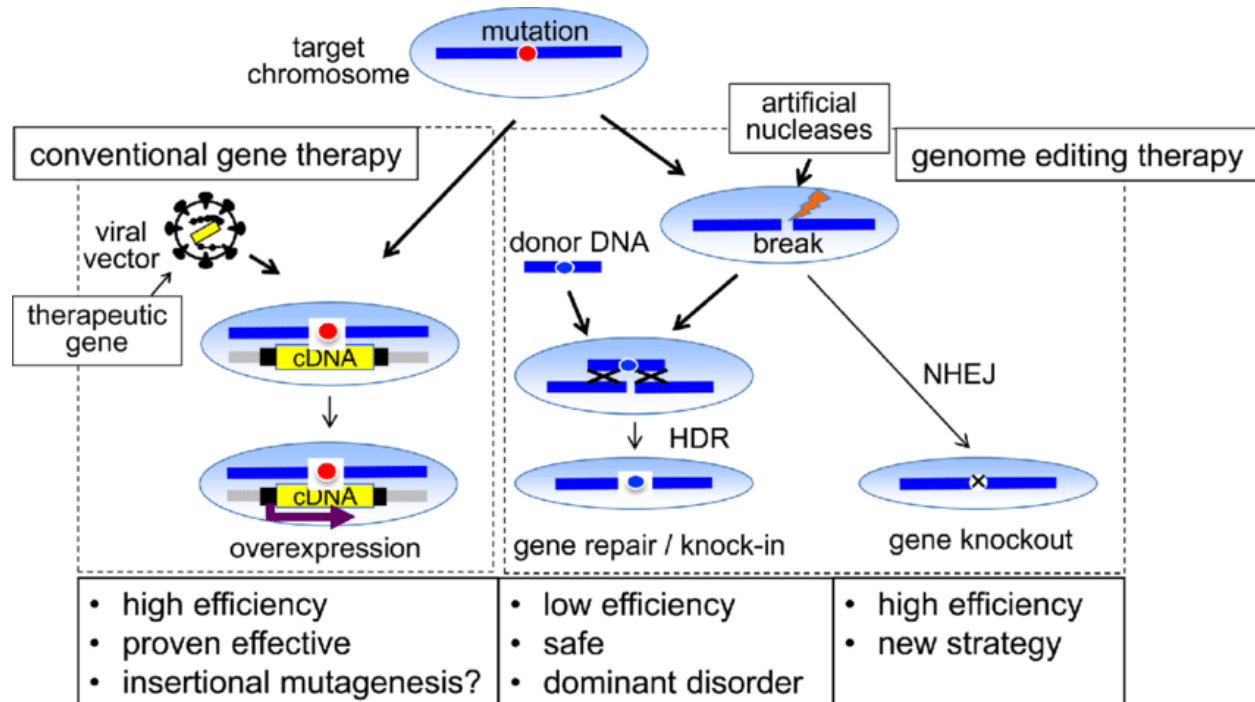 target
chromosome
mutation
artificial
nucleases
conventional gene therapy
genome editing therapy
viral
vector
therapeutic
gene
donor DNA
break
cDNA
NHEJ
HDR
cDNA
overexpression
gene repair / knock-in
gene knockout
• high efficiency
• proven effective
• insertional mutagenesis?
• low efficiency
• safe
• dominant disorder
• high efficiency
• new strategy